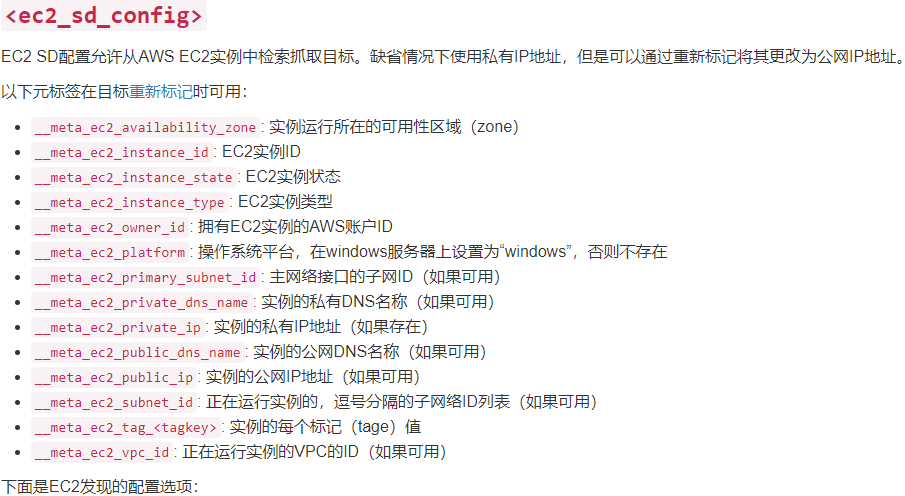 <ec2_sd_config>
EC2 SD配置允许从AWS EC2实例中检索抓取目标。缺省情况下使用私有IP地址，但是可以通过重新标记将其更改为公网IP地址。
以下元标签在目标重新标记时可用：
• __meta_ec2_availability_zone: 实例运行所在的可用性区域（zone）
• __meta_ec2_instance_id: EC2实例ID
• __meta_ec2_instance_state: EC2实例状态
• __meta_ec2_instance_type: EC2实例类型
• __meta_ec2_owner_id: 拥有EC2实例的AWS账户ID
• __meta_ec2_platform: 操作系统平台，在windows服务器上设置为“windows”，否则不存在
• __meta_ec2_primary_subnet_id: 主网络接口的子网ID（如果可用）
• __meta_ec2_private_dns_name: 实例的私有DNS名称（如果可用）
• __meta_ec2_private_ip: 实例的私有IP地址（如果存在）
• __meta_ec2_public_dns_name: 实例的公网DNS名称（如果可用）
• __meta_ec2_public_ip: 实例的公网IP地址（如果可用）
• __meta_ec2_subnet_id: 正在运行实例的，逗号分隔的子网络ID列表（如果可用）
• __meta_ec2_tag_<tagkey>: 实例的每个标记（tage）值
• __meta_ec2_vpc_id: 正在运行实例的VPC的ID（如果可用）
下面是EC2发现的配置选项：